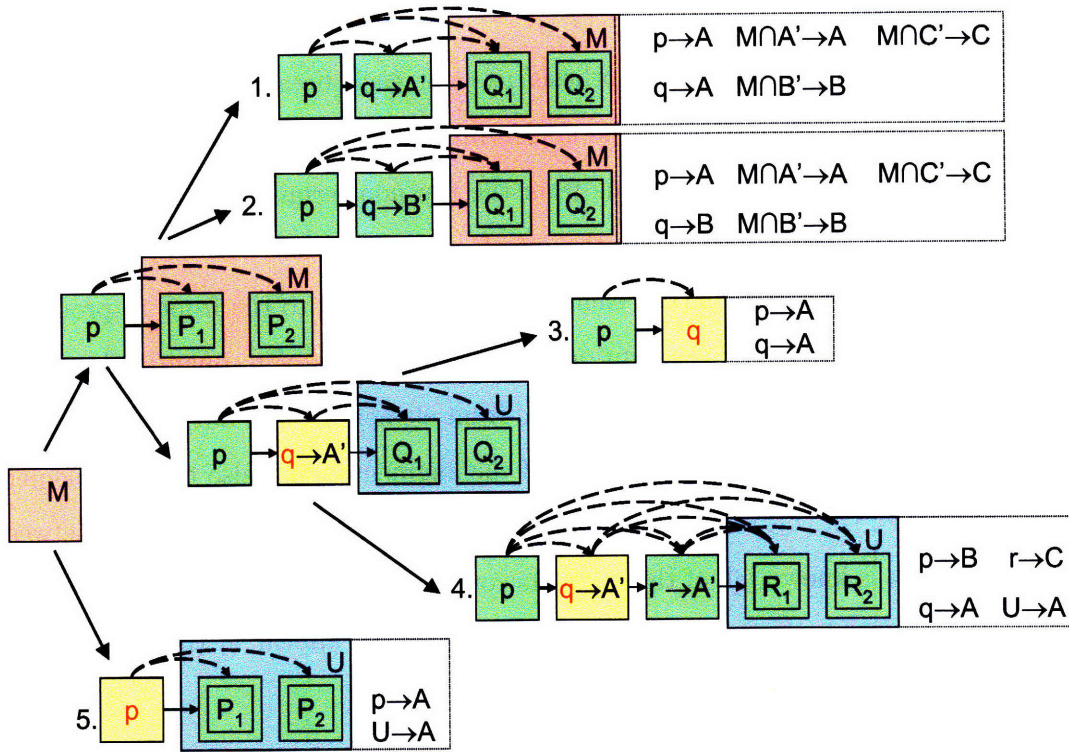 M
p→A M∩A'→A M∩C'→C
1. p q→A' Q₁ Q₂
q→A M∩B'→B
M
p→A M∩A'→A M∩C'→C
2. p q→B' Q₁ Q₂
q→B M∩B'→B
M
p P₁ P₂
3. p q
p→A
q→A
U
p q→A' Q₁ Q₂
M
U
4. p q→A' r→A' R₁ R₂
p→B r→C
q→A U→A
U
5. p P₁ P₂
p→A
U→A